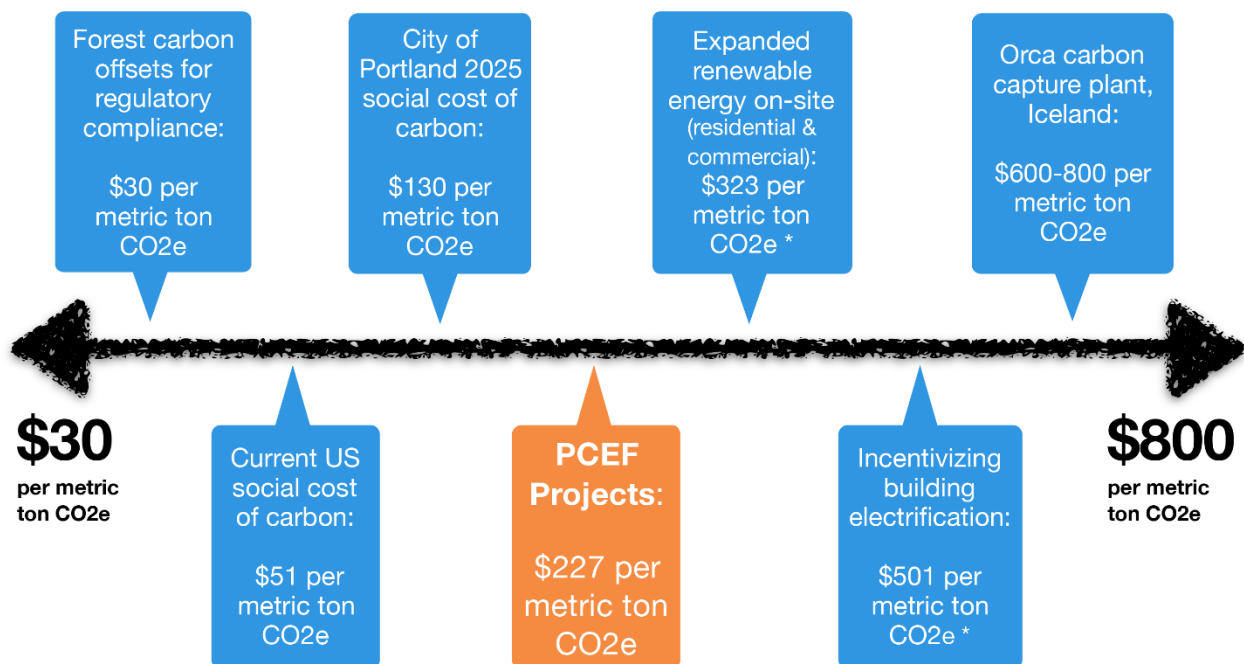 Forest carbon
offsets for
regulatory
compliance:
$30 per
metric ton
CO2e
City of
Portland 2025
social cost of
carbon:
$130 per
metric ton
CO2e
Expanded
renewable
energy on-site
(residential &
commercial):
$323 per
metric ton
CO2e *
Orca carbon
capture plant,
Iceland:
$600-800 per
metric ton
CO2e
$30
per metric
ton CO2e
Current US
social cost
of carbon:
$51 per
metric ton
CO2e
PCEF
Projects:
$227 per
metric ton
CO2e
Incentivizing
building
electrification:
$501 per
metric ton
CO2e *
$800
per metric
ton CO2e